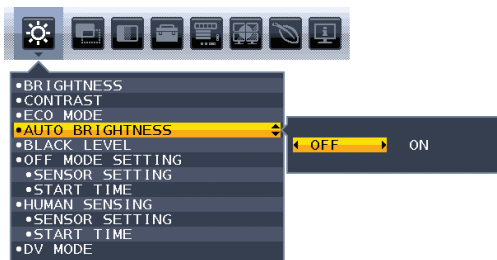 •BRIGHTNESS
•CONTRAST
•ECO MODE
•AUTO BRIGHTNESS
OFF ON
•BLACK LEVEL
•OFF MODE SETTING
•SENSOR SETTING
•START TIME
•HUMAN SENSING
•SENSOR SETTING
•START TIME
•DV MODE